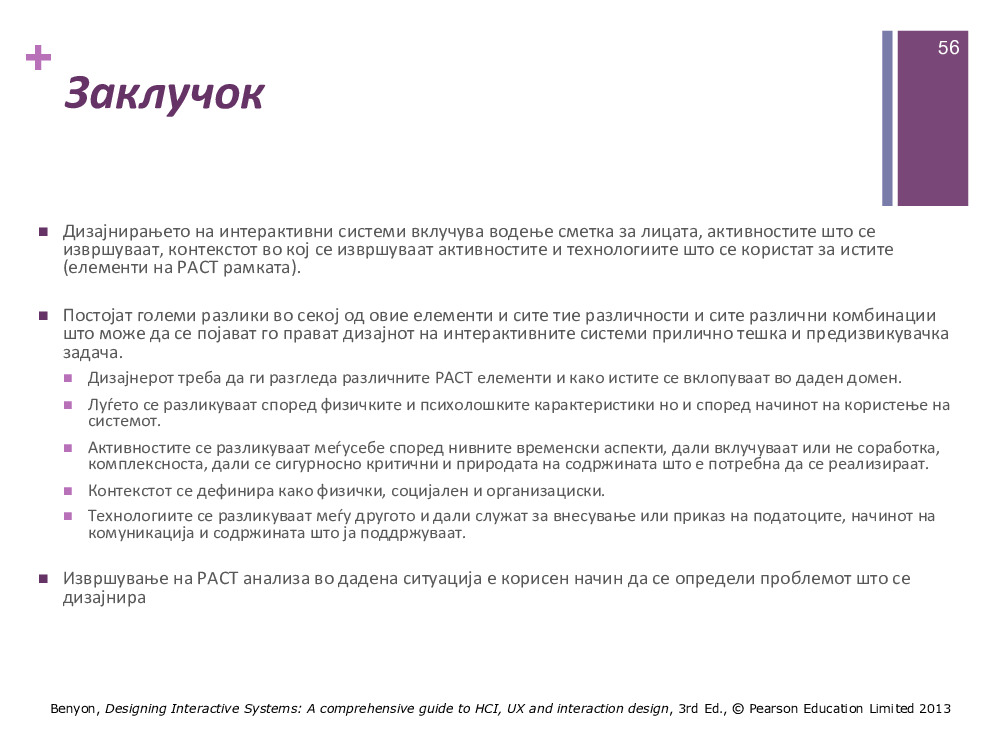 56
+
Заклучок
Дизајнирањето на интерактивни системи вклучува водење сметка за лицата, активностите што се
извршуваат, контекстот во кој се извршуваат активностите и технологиите што се користат за истите
(елементи на PACT рамката).
Постојат големи разлики во секој од овие елементи и сите тие различности и сите различни комбинации
што може да се појават го прават дизајнот на интерактивните системи прилично тешка и предизвикувачка
задача.
Дизајнерот треба да ги разгледа различните PACT елементи и како истите се вклопуваат во даден домен.
Луѓето се разликуваат според физичките и психолошките карактеристики но и според начинот на користење на
системот.
Активностите се разликуваат меѓусебе според нивните временски аспекти, дали вклучуваат или не соработка,
комплексноста, дали се сигурносно критични и природата на содржината што е потребна да се реализираат.
Контекстот се дефинира како физички, социјален и организациски.
Технологиите се разликуваат меѓу другото и дали служат за внесување или приказ на податоците, начинот на
комуникација и содржината што ја поддржуваат.
Извршување на PACT анализа во дадена ситуација е корисен начин да се определи проблемот што се
дизајнира
Benyon, Designing Interactive Systems: A comprehensive guide to HCI, UX and interaction design, 3rd Ed., © Pearson Education Limited 2013